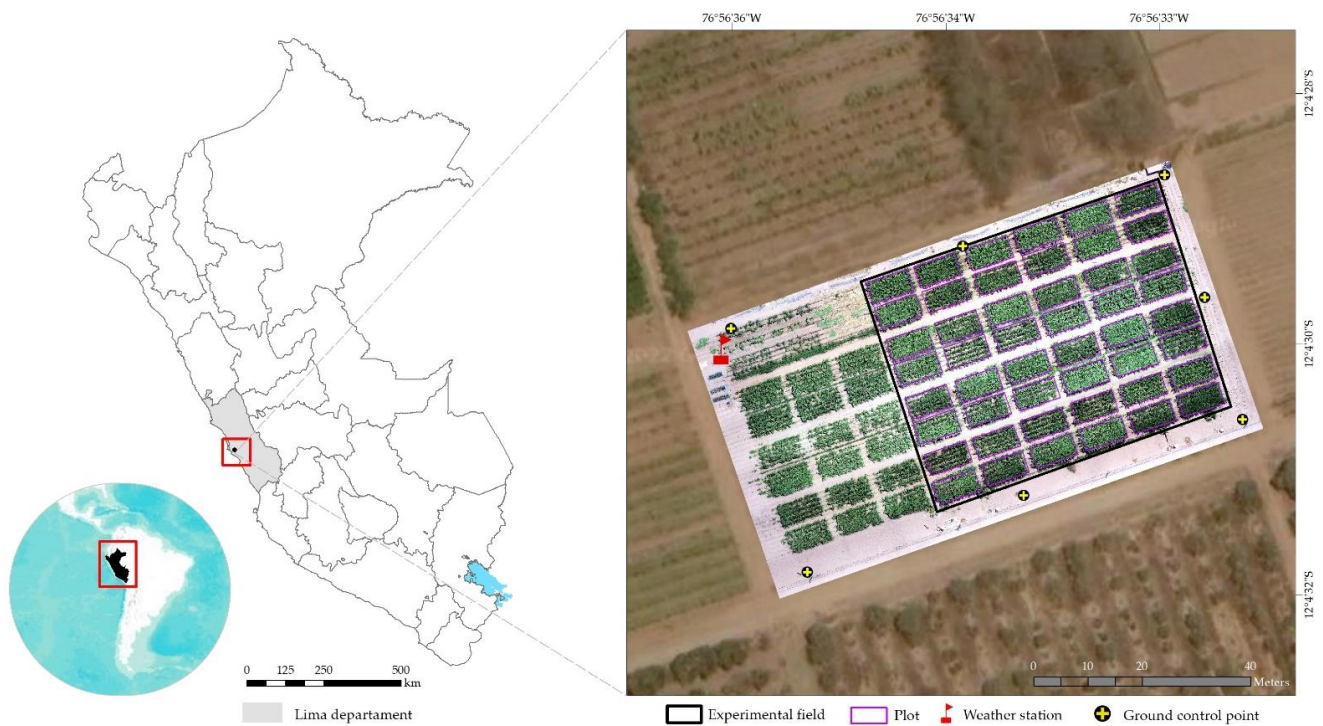 76°56'36"W 76°56'34"W 76°56'33"W
12°4'28"S
12°4'30"S
12°4'32"S
0 125 250 500
km
0 10 20 40
Meters
Lima departament
Experimental field Plot Weather station Ground control point